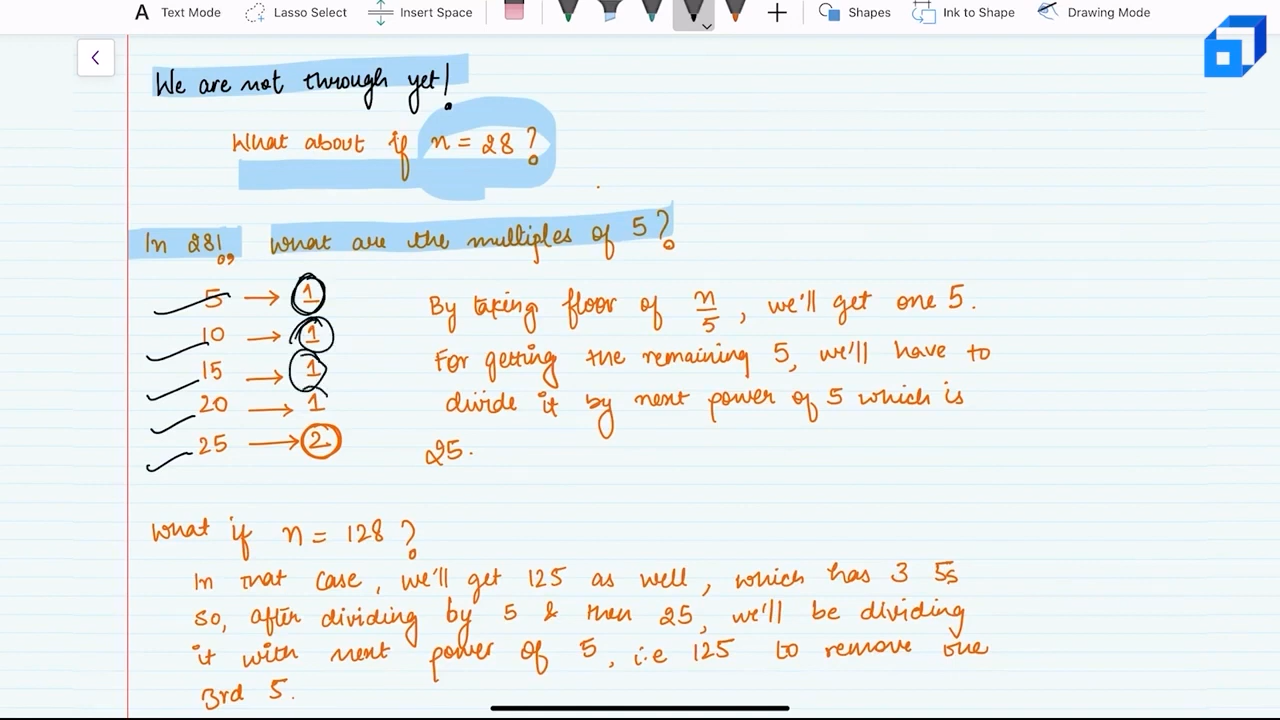 Text Mode Lasso Select Insert Space Shapes Ink to Shape Drawing Mode
We are not through yet!
What about if n = 28 ?
In 28!, what are the multiples of 5?
5 → 1
10 → 1
15 → 1
20 → 1
25 → 2
By taking floor of n/5, we'll get one 5.
For getting the remaining 5, we'll have to
divide it by next power of 5 which is
25.
What if n = 128 ?
In that case, we'll get 125 as well, which has 3 5s
so, after dividing by 5 & then 25, we'll be dividing
it with next power of 5, i.e 125 to remove one
3rd 5.